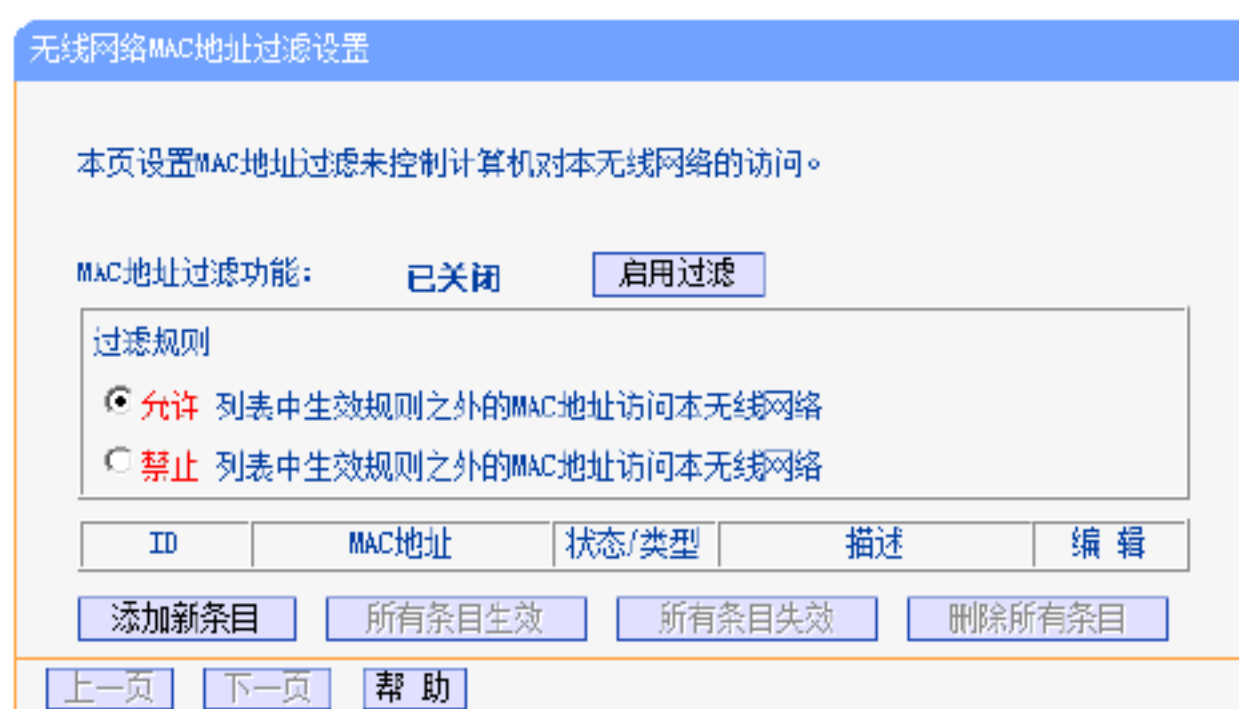 无线网络MAC地址过滤设置
本页设置MAC地址过滤来控制计算机对本无线网络的访问。
MAC地址过滤功能： 已关闭 启用过滤
过滤规则
允许 列表中生效规则之外的MAC地址访问本无线网络
禁止 列表中生效规则之外的MAC地址访问本无线网络
ID MAC地址 状态/类型 描述 编 辑
添加新条目 所有条目生效 所有条目失效 删除所有条目
上一页 下一页 帮 助